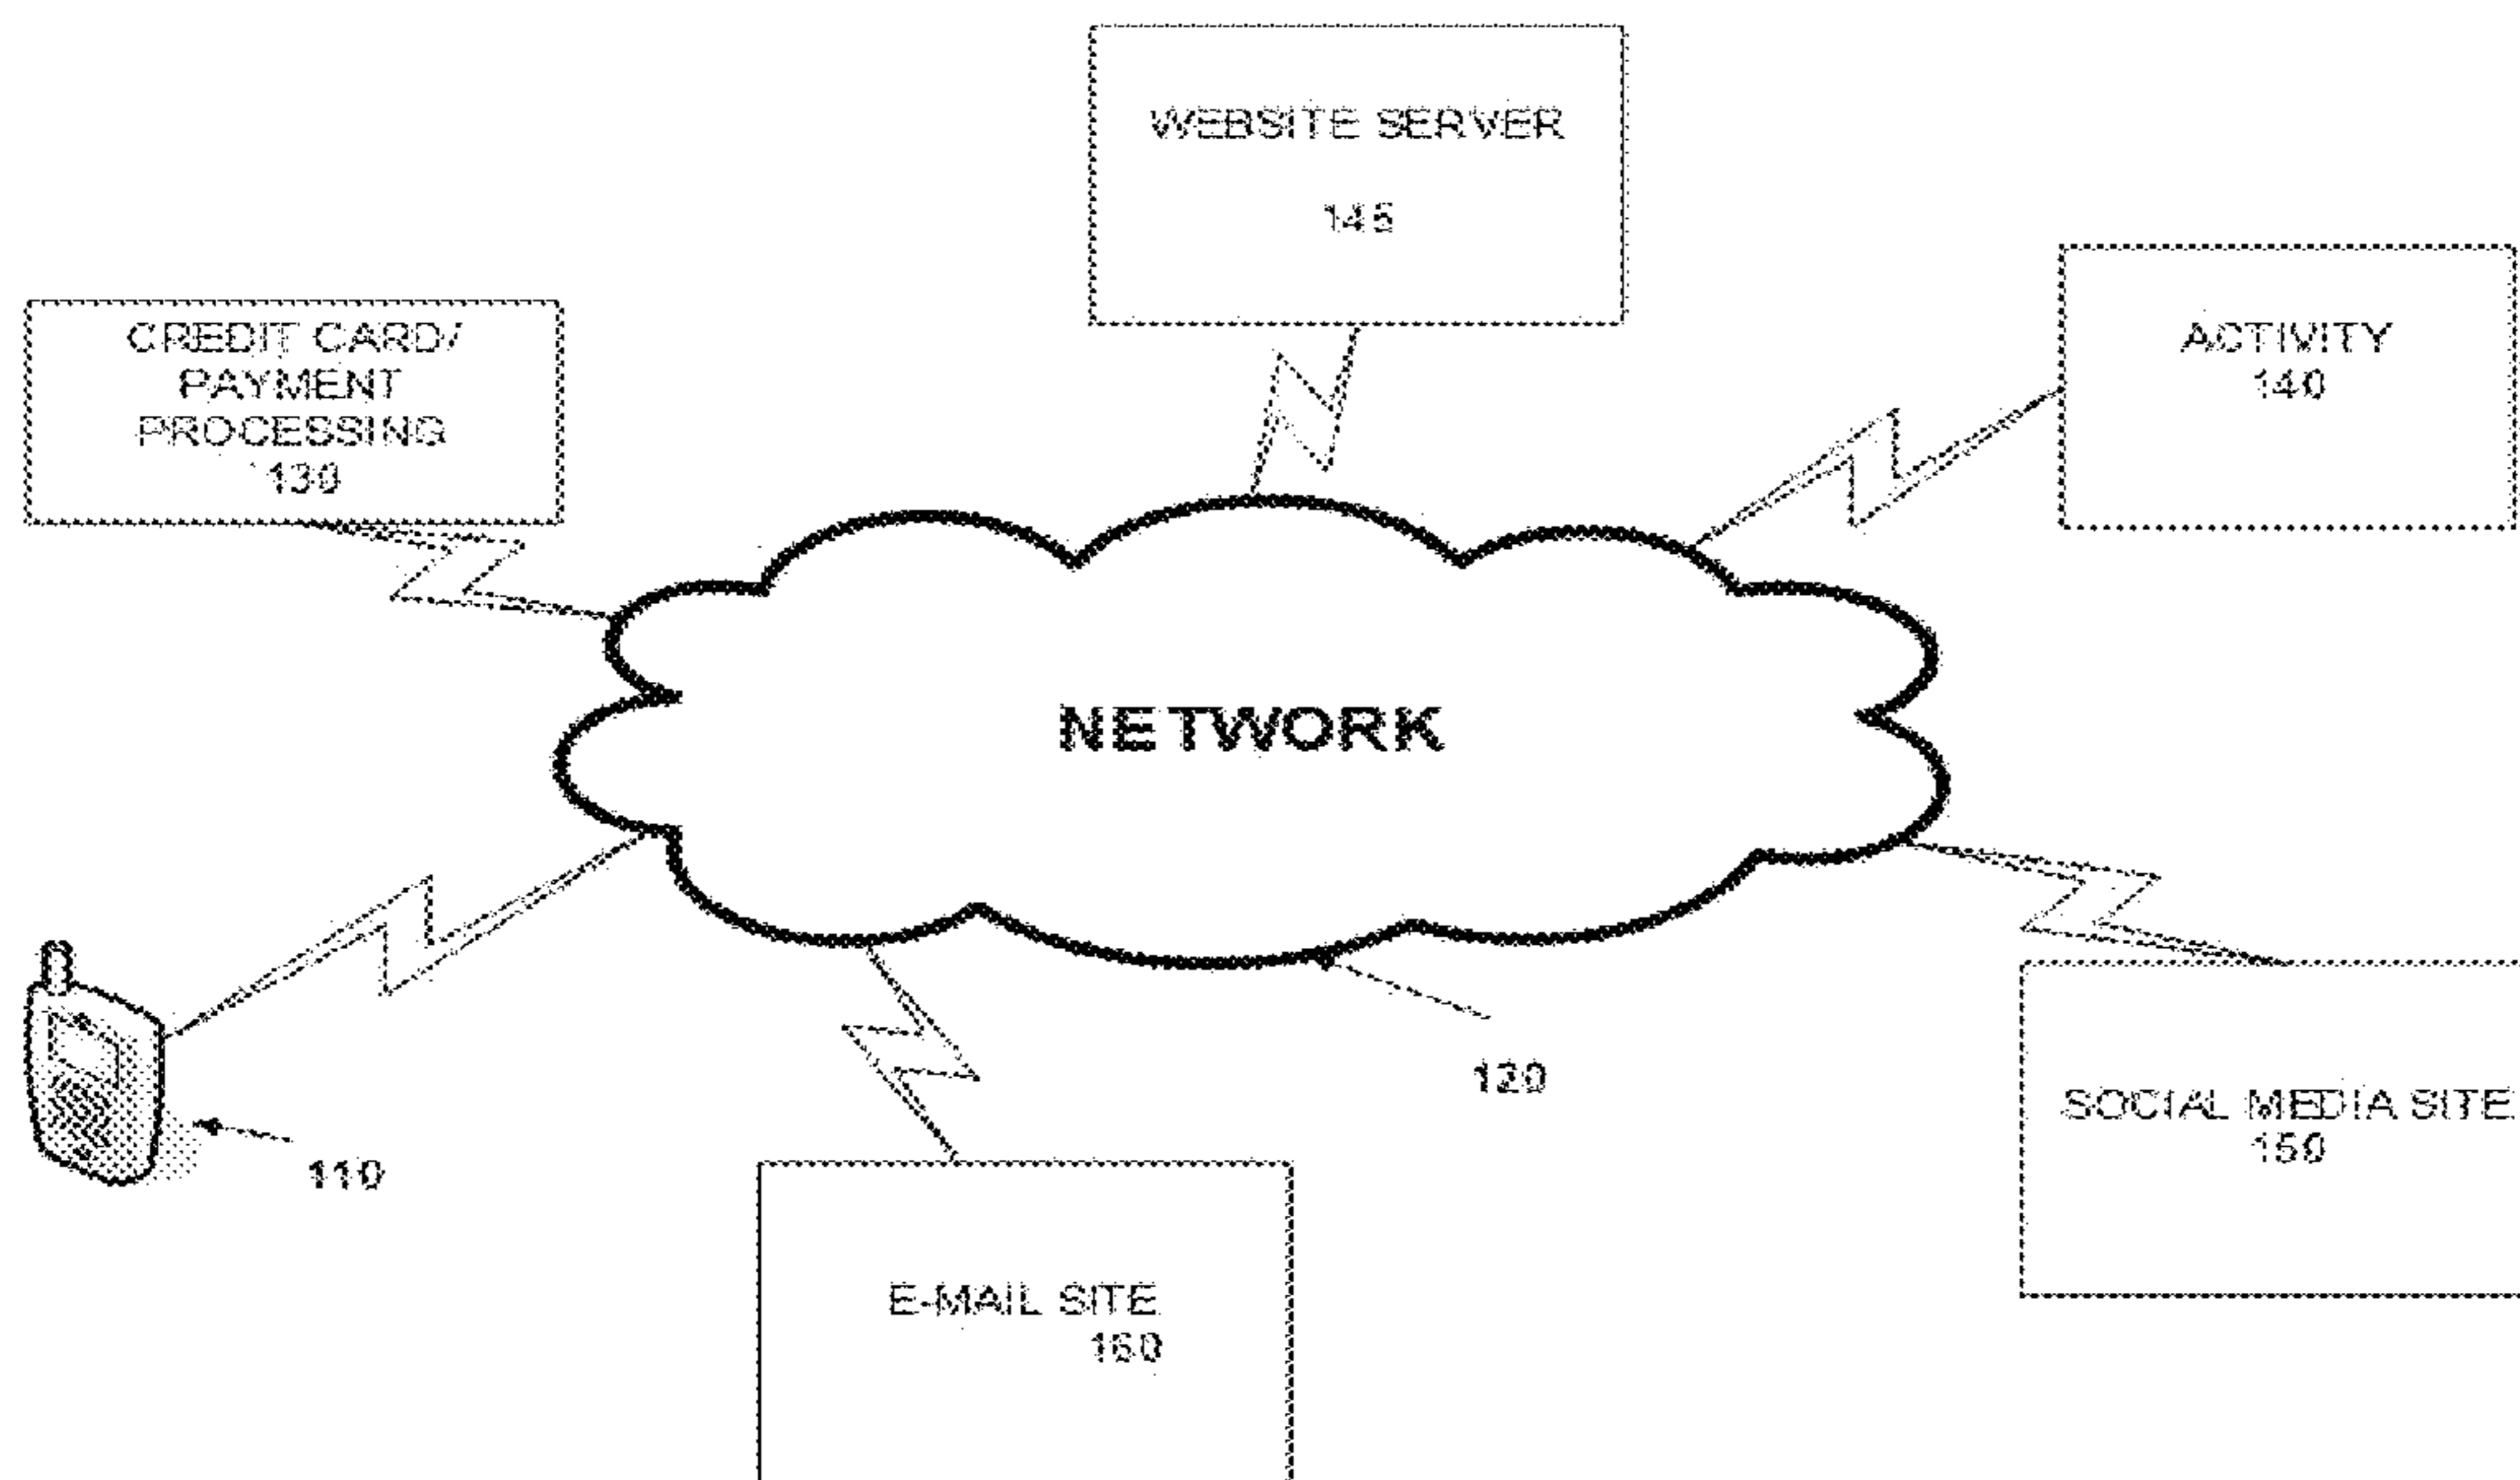 WEBSITE SERVER
145
CREDIT CARD/
PAYMENT
PROCESSING
130
ACTIVITY
140
NETWORK
120
110
SOCIAL MEDIA SITE
150
E-MAIL SITE
160